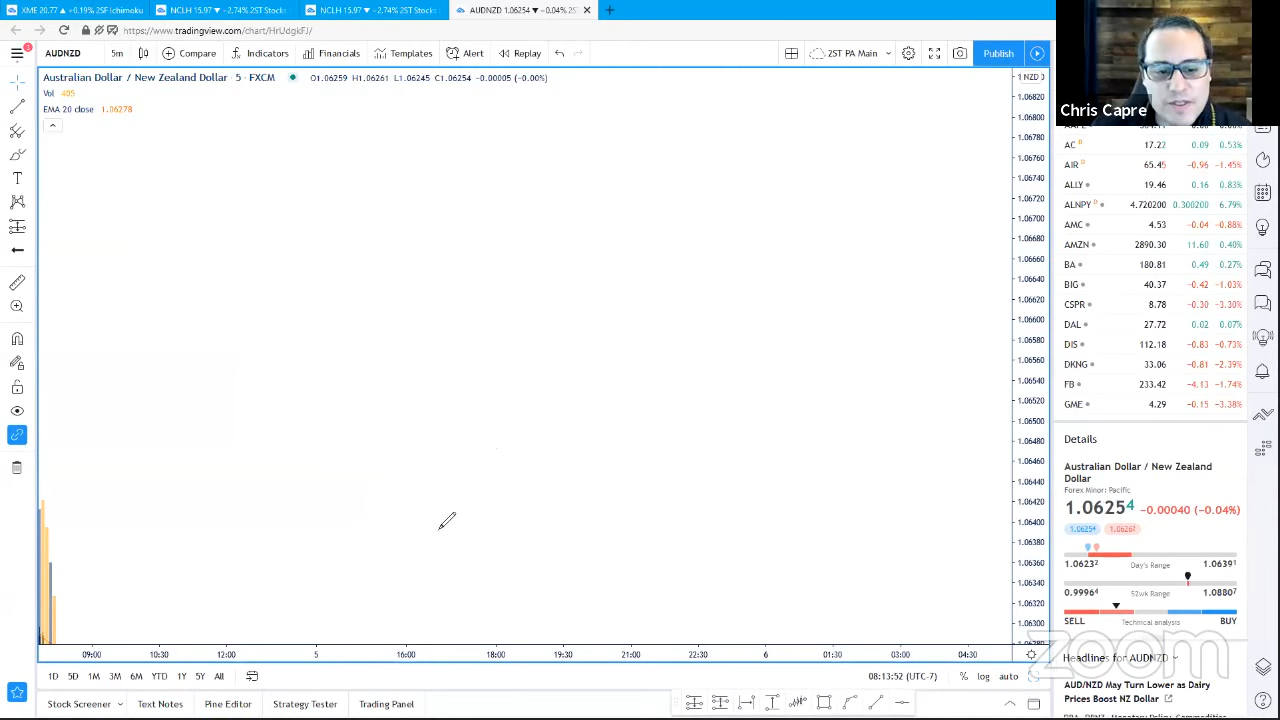 XME 20.77 ▲ +0.19% 2SF Ichimoku
NCLH 15.97 ▼ −2.74% 2ST Stocks
NCLH 15.97 ▼ −2.74% 2ST Stocks
AUDNZD 1.06254 ▼ −0.04% 2ST
https://www.tradingview.com/chart/HrUdgkFJ/
AUDNZD 5m Compare Indicators Financials Templates Alert Replay 2ST PA Main Publish
Australian Dollar / New Zealand Dollar · 5 · FXCM O1.06259 H1.06261 L1.06245 C1.06254 −0.00005 (−0.00%)
Vol 405
EMA 20 close 1.06278
NZD
1.06820
1.06800
1.06780
1.06760
1.06740
1.06720
1.06700
1.06680
1.06660
1.06640
1.06620
1.06600
1.06580
1.06560
1.06540
1.06520
1.06500
1.06480
1.06460
1.06440
1.06420
1.06400
1.06380
1.06360
1.06340
1.06320
1.06300
09:00 10:30 12:00 5 16:00 18:00 19:30 21:00 22:30 6 01:30 03:00 04:30
1D 5D 1M 3M 6M YTD 1Y 5Y All 08:13:52 (UTC-7) % log auto
Stock Screener Text Notes Pine Editor Strategy Tester Trading Panel
Chris Capre
AC D 17.22 0.09 0.53%
AIR D 65.45 −0.96 −1.45%
ALLY 19.46 0.16 0.83%
ALNPY D 4.720200 0.300200 6.79%
AMC 4.53 −0.04 −0.88%
AMZN 2890.30 11.60 0.40%
BA 180.81 0.49 0.27%
BIG 40.37 −0.42 −1.03%
CSPR 8.78 −0.30 −3.30%
DAL 27.72 0.02 0.07%
DIS 112.18 −0.83 −0.73%
DKNG 33.06 −0.81 −2.39%
FB 233.42 −4.13 −1.74%
GME 4.29 −0.15 −3.38%
Details
Australian Dollar / New Zealand
Dollar
Forex Minor: Pacific
1.06254 −0.00040 (−0.04%)
1.06254 1.06262
1.06232 Day's Range 1.06391
0.99964 52wk Range 1.08807
SELL Technical analysis BUY
zoom
Headlines for AUDNZD
AUD/NZD May Turn Lower as Dairy
Prices Boost NZ Dollar